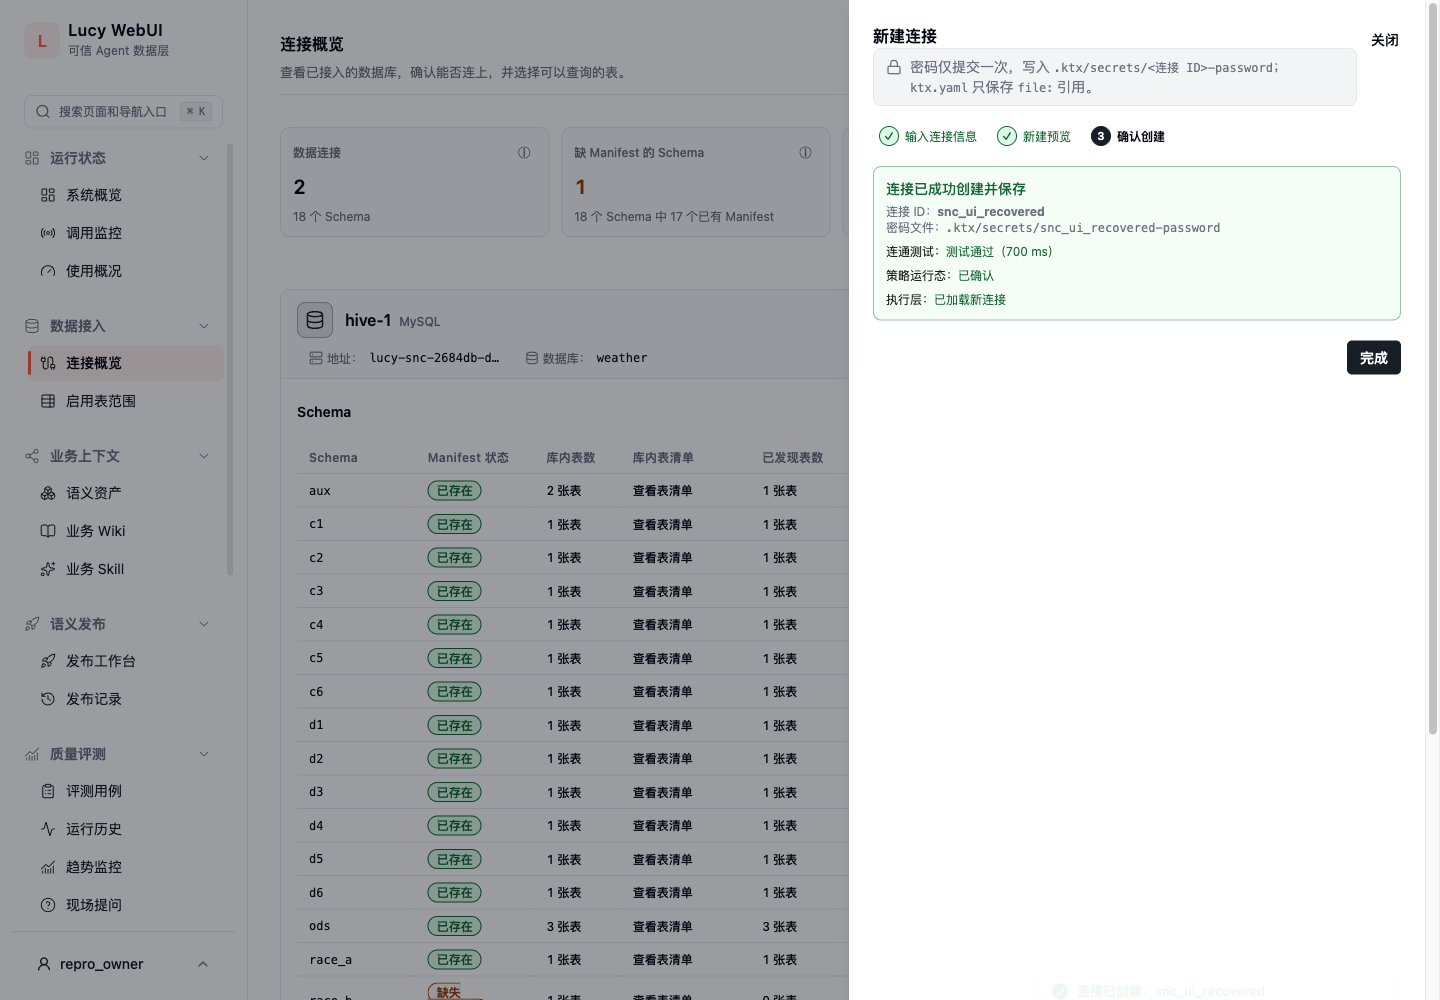 L
Lucy WebUI
可信 Agent 数据层
搜索页面和导航入口
⌘ K
运行状态
系统概览
调用监控
使用概况
数据接入
连接概览
启用表范围
业务上下文
语义资产
业务 Wiki
业务 Skill
语义发布
发布工作台
发布记录
质量评测
评测用例
运行历史
趋势监控
现场提问
repro_owner
连接概览
查看已接入的数据库，确认能否连上，并选择可以查询的表。
数据连接
2
18 个 Schema
缺 Manifest 的 Schema
1
18 个 Schema 中 17 个已有 Manifest
hive-1 MySQL
地址： lucy-snc-2684db-d… 数据库： weather
Schema
Schema Manifest 状态 库内表数 库内表清单 已发现表数
aux 已存在 2 张表 查看表清单 1 张表
c1 已存在 1 张表 查看表清单 1 张表
c2 已存在 1 张表 查看表清单 1 张表
c3 已存在 1 张表 查看表清单 1 张表
c4 已存在 1 张表 查看表清单 1 张表
c5 已存在 1 张表 查看表清单 1 张表
c6 已存在 1 张表 查看表清单 1 张表
d1 已存在 1 张表 查看表清单 1 张表
d2 已存在 1 张表 查看表清单 1 张表
d3 已存在 1 张表 查看表清单 1 张表
d4 已存在 1 张表 查看表清单 1 张表
d5 已存在 1 张表 查看表清单 1 张表
d6 已存在 1 张表 查看表清单 1 张表
ods 已存在 3 张表 查看表清单 3 张表
race_a 已存在 1 张表 查看表清单 1 张表
缺失
新建连接
关闭
密码仅提交一次，写入 .ktx/secrets/<连接 ID>-password；
ktx.yaml 只保存 file: 引用。
输入连接信息 新建预览 3 确认创建
连接已成功创建并保存
连接 ID：snc_ui_recovered
密码文件：.ktx/secrets/snc_ui_recovered-password
连通测试：测试通过（700 ms）
策略运行态：已确认
执行层：已加载新连接
完成
连接已创建：snc_ui_recovered